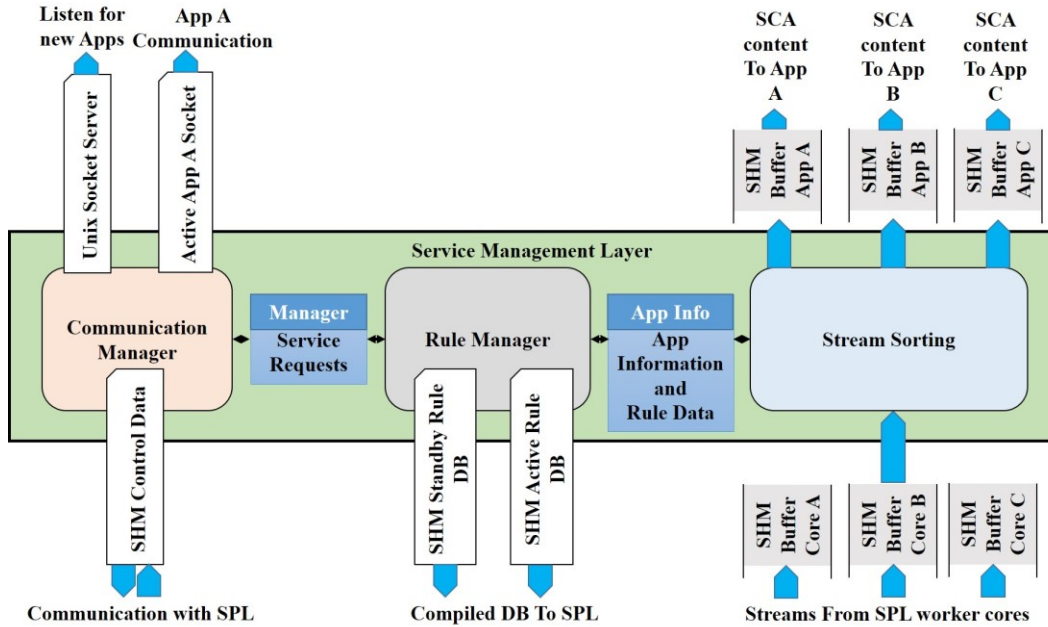 Listen for
new Apps
App A
Communication
SCA
content
To App
A
SCA
content
To App
B
SCA
content
To App
C
Unix Socket Server
Active App A Socket
SHM
Buffer
App A
SHM
Buffer
App B
SHM
Buffer
App C
Service Management Layer
Communication
Manager
Manager
Service
Requests
Rule Manager
App Info
App
Information
and
Rule Data
Stream Sorting
SHM Control Data
SHM Standby Rule
DB
SHM Active Rule
DB
SHM
Buffer
Core A
SHM
Buffer
Core B
SHM
Buffer
Core C
Communication with SPL
Compiled DB To SPL
Streams From SPL worker cores